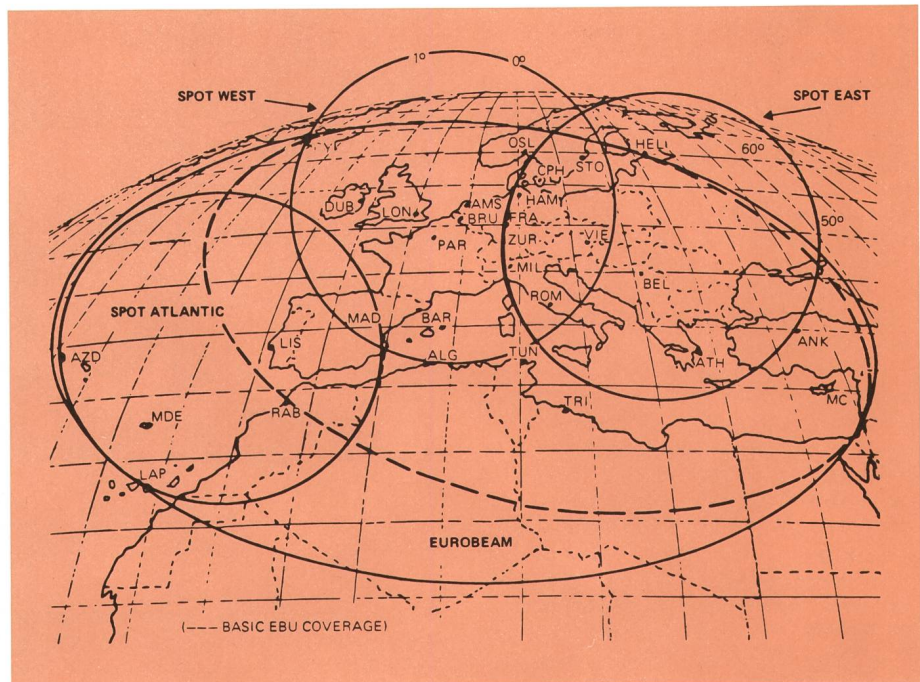 1° 0°
SPOT WEST
SPOT EAST
OSL
HELI
60°
CPH
STO
DUB
LON
AMS
HAM
BRU
FRA
50°
PAR
ZUR
VIE
MIL
BEL
SPOT ATLANTIC
ROM
LIS
MAD
BAR
ANK
AZD
ALG
TUN
ATH
MDE
RAB
TRI
MC
LAP
EUROBEAM
(--- BASIC EBU COVERAGE)